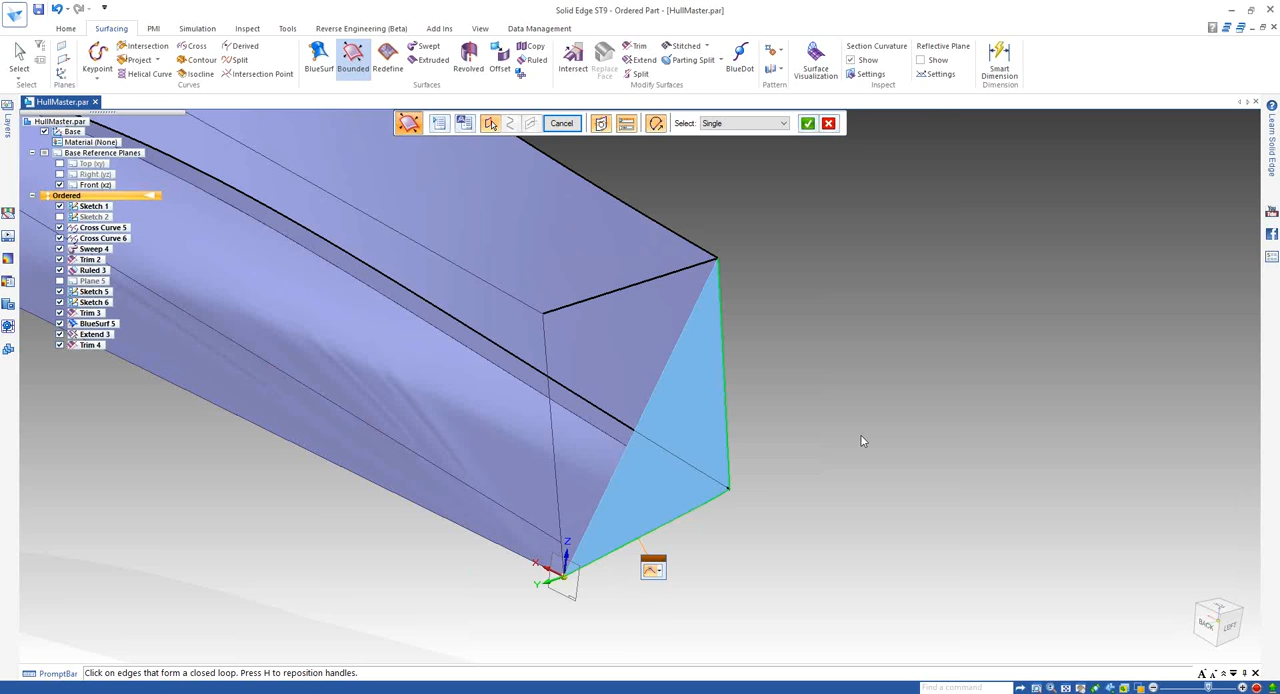 Solid Edge ST9 - Ordered Part - [HullMaster.par]
Home Surfacing PMI Simulation Tools Reverse Engineering (Beta) Add Ins Inspect View Data Management
Select
Select
Planes
Keypoint
Intersection
Project
Helical Curve
Cross
Contour
Isocline
Derived
Split
Intersection Point
Curves
BlueSurf
Bounded
Redefine
Swept
Extruded
Revolved
Offset
Copy
Ruled
Surfaces
Intersect
Replace Face
Trim
Extend
Split
Stitched
Parting Split
BlueDot
Modify Surfaces
Pattern
Surface Visualization
Section Curvature
Show
Settings
Reflective Plane
Show
Settings
Inspect
Smart Dimension
Dimension
HullMaster.par
Layers
Learn Solid Edge
Cancel
Select: Single
HullMaster.par
Base
Material (None)
Base Reference Planes
Top (xy)
Right (yz)
Front (xz)
Ordered
Sketch 1
Sketch 2
Cross Curve 5
Cross Curve 6
Sweep 4
Trim 2
Ruled 3
Plane 5
Sketch 5
Sketch 6
Trim 3
BlueSurf 5
Extend 3
Trim 4
Z
X
Y
BACK
LEFT
PromptBar Click on edges that form a closed loop. Press H to reposition handles.
Find a command